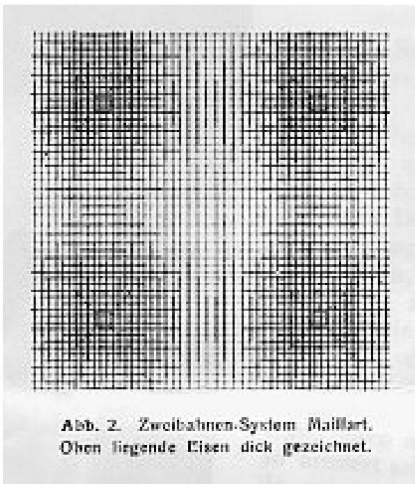 Abb. 2. Zweibahnen-System Maillart.
Oben liegende Eisen dick gezeichnet.